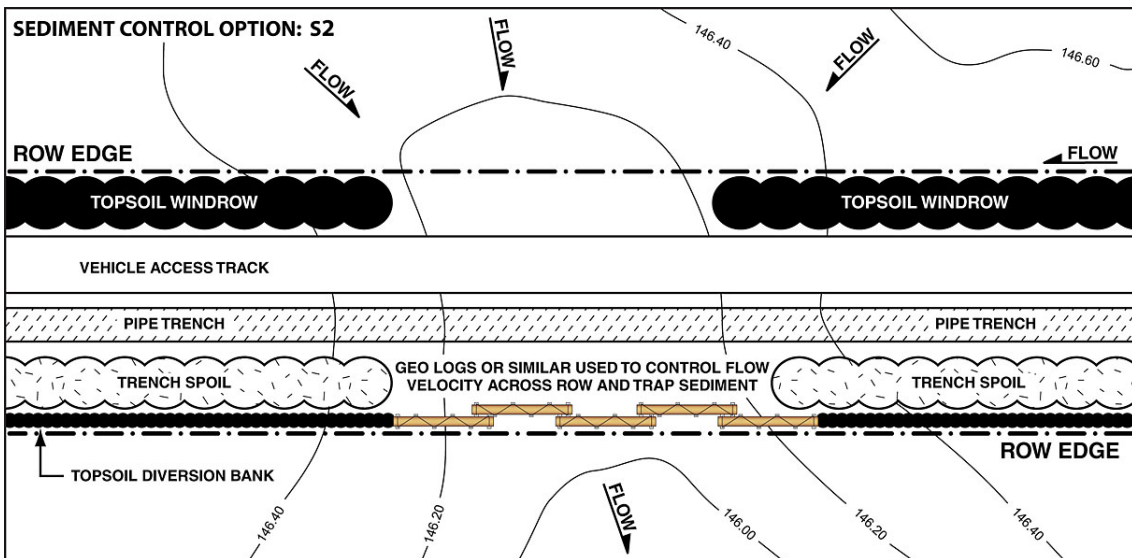 SEDIMENT CONTROL OPTION: S2
FLOW
FLOW
FLOW
146.40
146.60
ROW EDGE
FLOW
TOPSOIL WINDROW
TOPSOIL WINDROW
VEHICLE ACCESS TRACK
PIPE TRENCH
PIPE TRENCH
TRENCH SPOIL
GEO LOGS OR SIMILAR USED TO CONTROL FLOW
VELOCITY ACROSS ROW AND TRAP SEDIMENT
TRENCH SPOIL
ROW EDGE
TOPSOIL DIVERSION BANK
146.40
146.20
FLOW
146.00
146.20
146.40